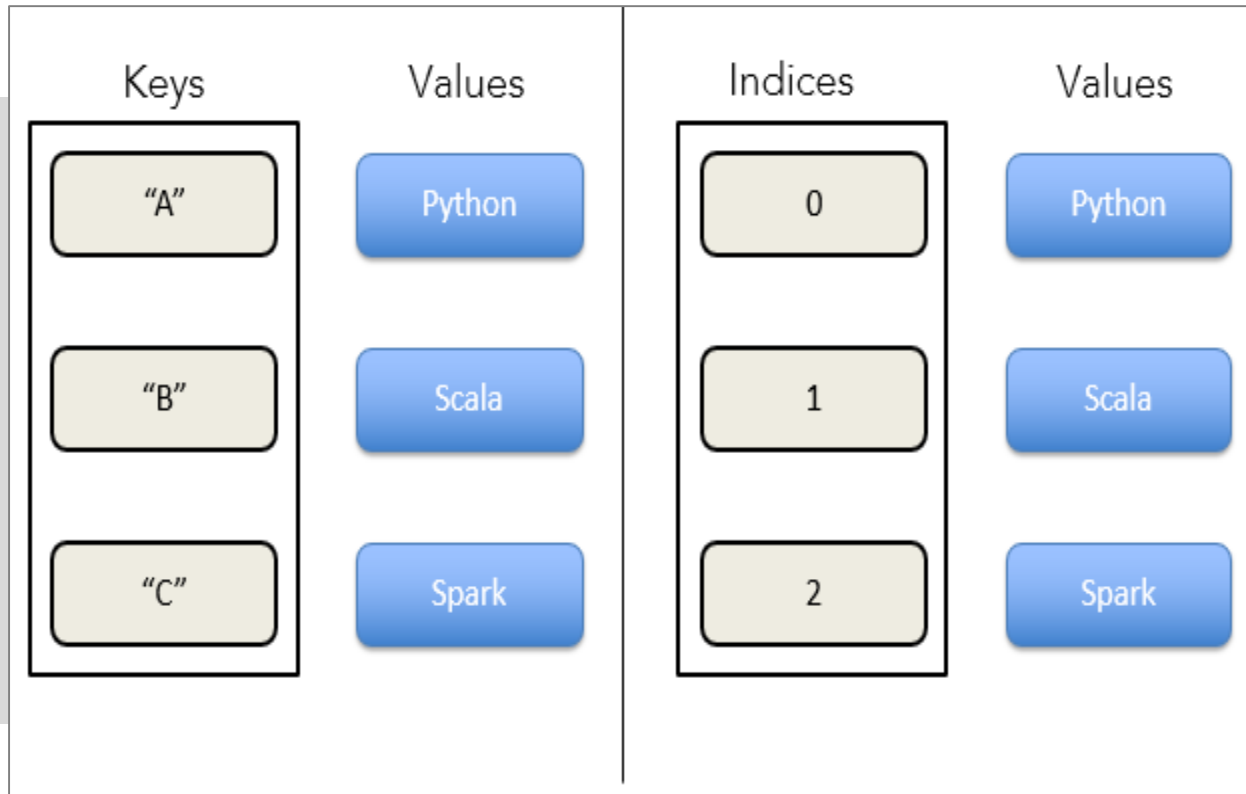 Keys Values
“A” Python
“B” Scala
“C” Spark
Indices Values
0 Python
1 Scala
2 Spark